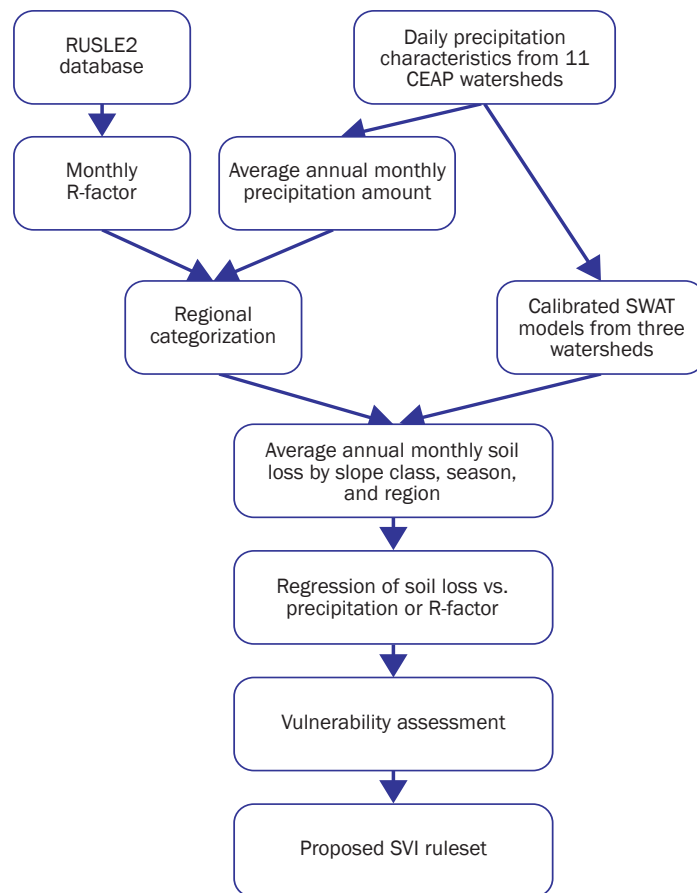 RUSLE2
database
Daily precipitation
characteristics from 11
CEAP watersheds
Monthly
R-factor
Average annual monthly
precipitation amount
Regional
categorization
Calibrated SWAT
models from three
watersheds
Average annual monthly soil
loss by slope class, season,
and region
Regression of soil loss vs.
precipitation or R-factor
Vulnerability assessment
Proposed SVI ruleset